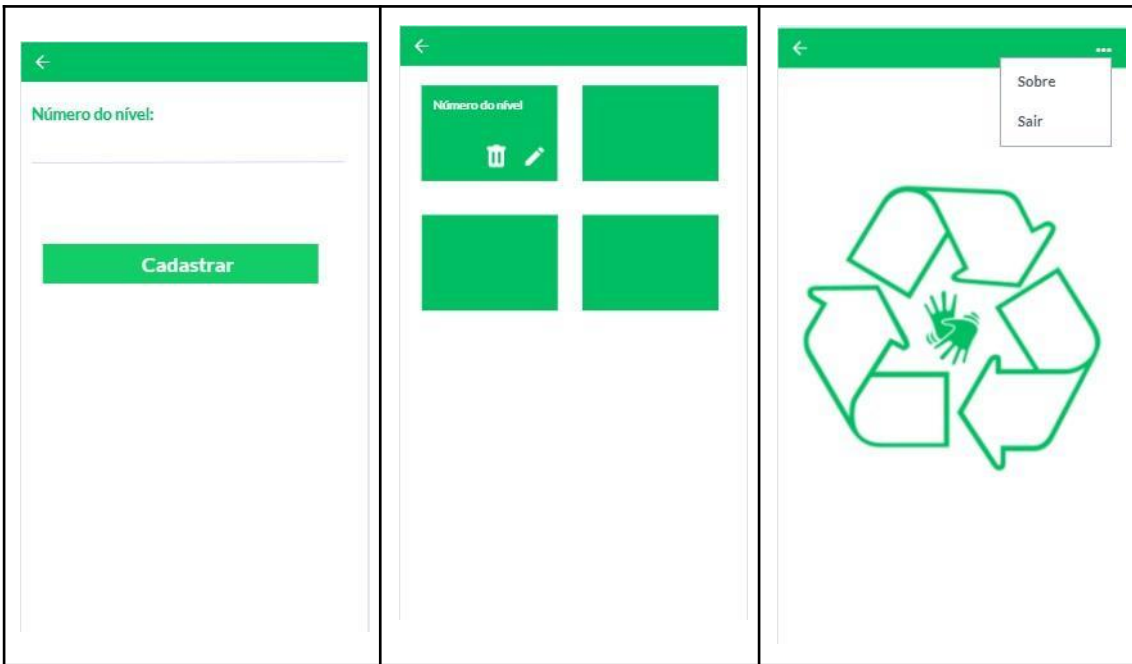 Número do nível:
Cadastrar
Número do nível
Sobre
Sair